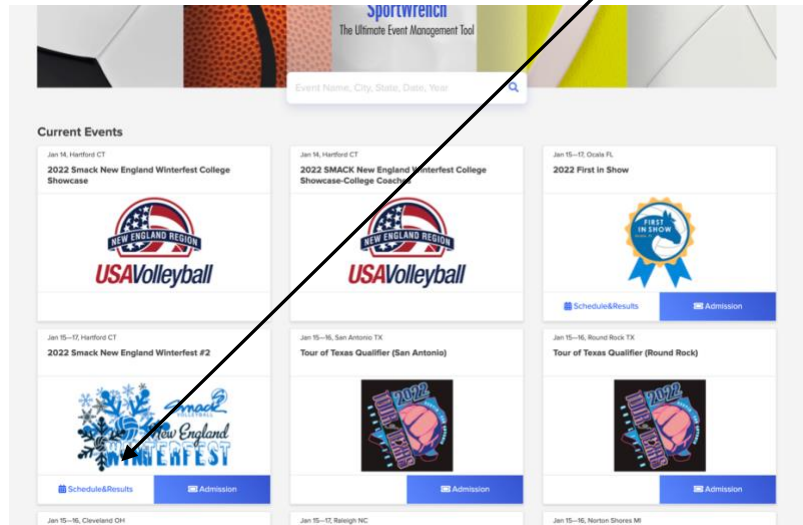 SportWrench
The Ultimate Event Management Tool
Event Name, City, State, Date, Year
Current Events
Jan 14, Hartford CT
2022 Smack New England Winterfest College
Showcase
NEW ENGLAND REGION
USAVolleyball
Jan 14, Hartford CT
2022 SMACK New England Winterfest College
Showcase-College Coaches
NEW ENGLAND REGION
USAVolleyball
Jan 15—17, Ocala FL
2022 First in Show
FIRST
IN SHOW
Schedule&Results
Admission
Jan 15—17, Hartford CT
2022 Smack New England Winterfest #2
Smack
VOLLEYBALL
New England
WINTERFEST
Schedule&Results
Admission
Jan 15—16, San Antonio TX
Tour of Texas Qualifier (San Antonio)
2022
Admission
Jan 15—16, Round Rock TX
Tour of Texas Qualifier (Round Rock)
2022
Admission
Jan 15—16, Cleveland OH
Jan 15—17, Raleigh NC
Jan 15—16, Norton Shores MI